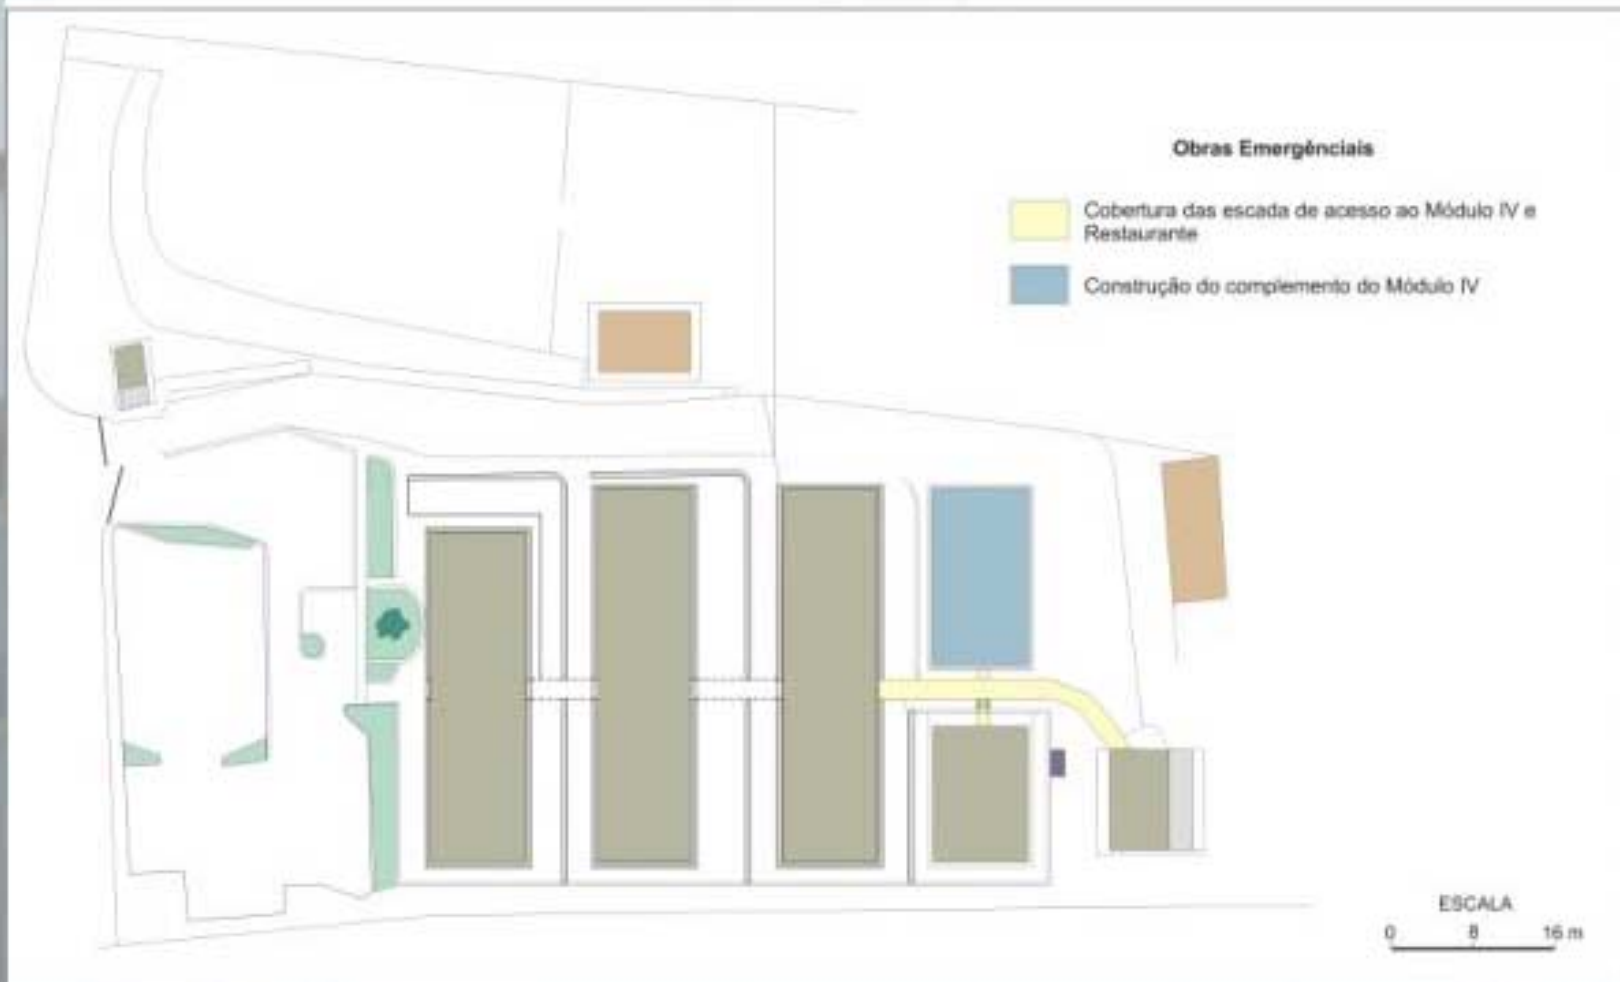 Obras Emergênciais
Cobertura das escada de acesso ao Módulo IV e
Restaurante
Construção do complemento do Módulo IV
ESCALA
0 8 16 m